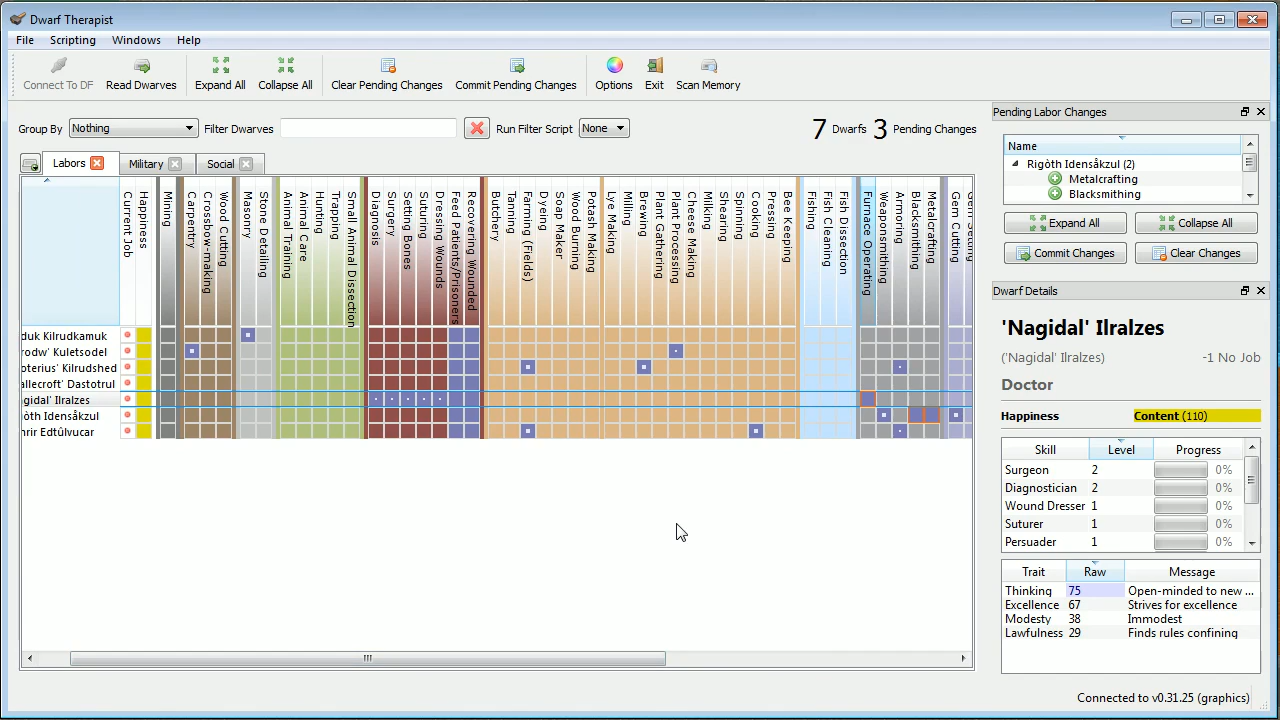 Dwarf Therapist
File Scripting Windows Help
Connect To DF Read Dwarves Expand All Collapse All Clear Pending Changes Commit Pending Changes Options Exit Scan Memory
Group By Nothing Filter Dwarves Run Filter Script None 7 Dwarfs 3 Pending Changes
Labors Military Social
Current Job
Happiness
Mining
Carpentry
Crossbow-making
Wood Cutting
Masonry
Stone Detailing
Animal Training
Animal Care
Hunting
Trapping
Small Animal Dissection
Diagnosis
Surgery
Setting Bones
Suturing
Dressing Wounds
Feed Patients/Prisoners
Recovering Wounded
Butchery
Tanning
Farming (Fields)
Dyeing
Soap Maker
Wood Burning
Potash Making
Lye Making
Milling
Brewing
Plant Gathering
Plant Processing
Cheese Making
Milking
Shearing
Spinning
Cooking
Pressing
Bee Keeping
Fishing
Fish Cleaning
Fish Dissection
Furnace Operating
Weaponsmithing
Armoring
Blacksmithing
Metalcrafting
Gem Cutting
Gem Setting
duk Kilrudkamuk
rodw' Kuletsodel
oterius' Kilrudshed
allecroft' Dastotrul
agidal' Ilralzes
òth Idensåkzul
nrir Edtûlvucar
Pending Labor Changes
Name
Rigòth Idensåkzul (2)
Metalcrafting
Blacksmithing
Expand All Collapse All
Commit Changes Clear Changes
Dwarf Details
'Nagidal' Ilralzes
('Nagidal' Ilralzes) -1 No Job
Doctor
Happiness Content (110)
Skill Level Progress
Surgeon 2 0%
Diagnostician 2 0%
Wound Dresser 1 0%
Suturer 1 0%
Persuader 1 0%
Trait Raw Message
Thinking 75 Open-minded to new ...
Excellence 67 Strives for excellence
Modesty 38 Immodest
Lawfulness 29 Finds rules confining
Connected to v0.31.25 (graphics)